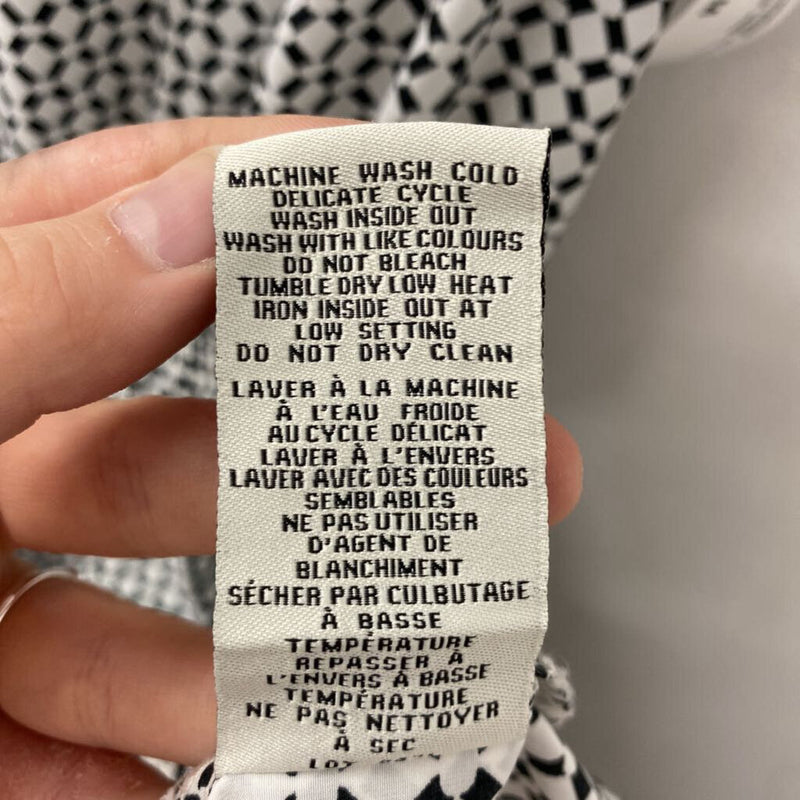 MACHINE WASH COLD
DELICATE CYCLE
WASH INSIDE OUT
WASH WITH LIKE COLOURS
DO NOT BLEACH
TUMBLE DRY LOW HEAT
IRON INSIDE OUT AT
LOW SETTING
DO NOT DRY CLEAN
LAVER À LA MACHINE
À L'EAU FROIDE
AU CYCLE DÉLICAT
LAVER À L'ENVERS
LAVER AVEC DES COULEURS
SEMBLABLES
NE PAS UTILISER
D'AGENT DE
BLANCHIMENT
SÉCHER PAR CULBUTAGE
À BASSE
TEMPÉRATURE
REPASSER À
L'ENVERS À BASSE
TEMPÉRATURE
NE PAS NETTOYER
À SEC
LOT